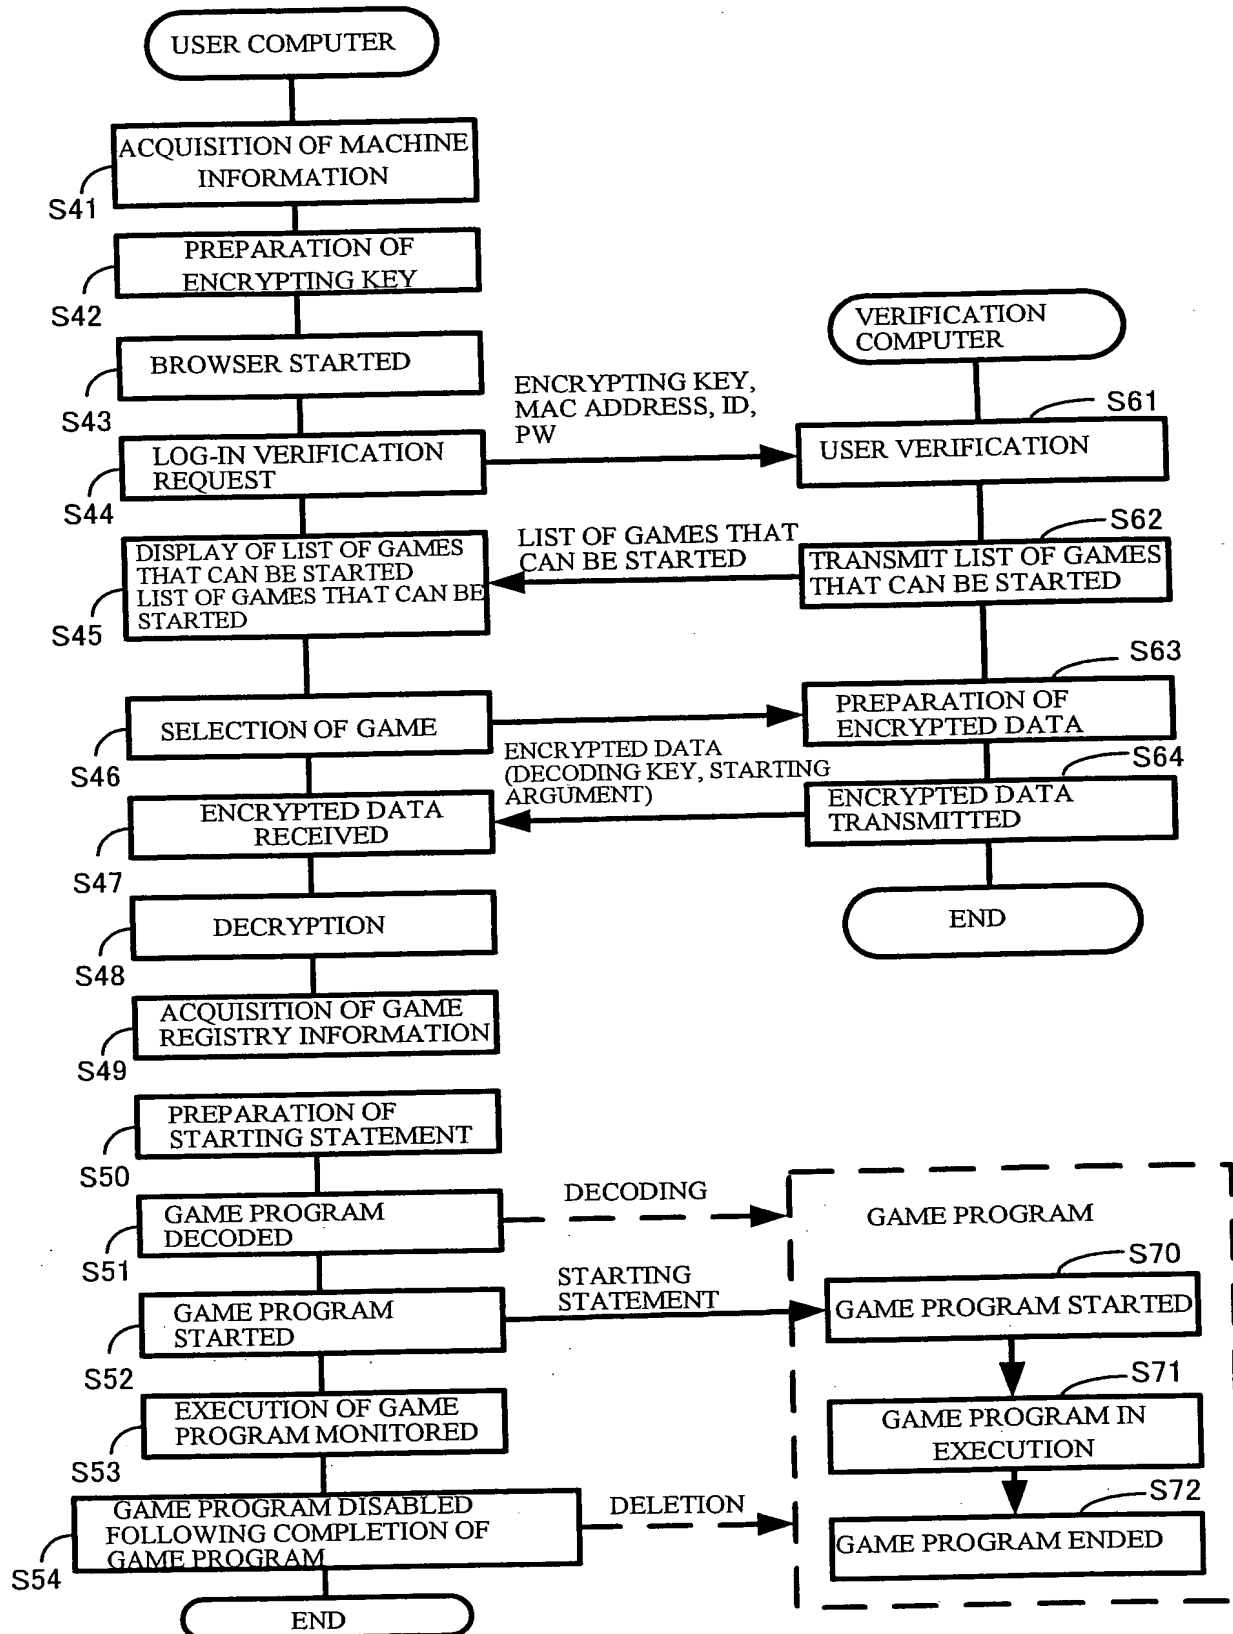 USER COMPUTER
ACQUISITION OF MACHINE
INFORMATION
S41
PREPARATION OF
ENCRYPTING KEY
S42
BROWSER STARTED
S43
LOG-IN VERIFICATION
REQUEST
S44
ENCRYPTING KEY,
MAC ADDRESS, ID,
PW
VERIFICATION
COMPUTER
S61
USER VERIFICATION
S62
TRANSMIT LIST OF GAMES
THAT CAN BE STARTED
LIST OF GAMES THAT
CAN BE STARTED
DISPLAY OF LIST OF GAMES
THAT CAN BE STARTED
LIST OF GAMES THAT CAN BE
STARTED
S45
SELECTION OF GAME
S46
S63
PREPARATION OF
ENCRYPTED DATA
S64
ENCRYPTED DATA
TRANSMITTED
ENCRYPTED DATA
(DECODING KEY, STARTING
ARGUMENT)
ENCRYPTED DATA
RECEIVED
S47
END
DECRYPTION
S48
ACQUISITION OF GAME
REGISTRY INFORMATION
S49
PREPARATION OF
STARTING STATEMENT
S50
GAME PROGRAM
DECODED
S51
DECODING
GAME PROGRAM
S70
GAME PROGRAM STARTED
STARTING
STATEMENT
GAME PROGRAM
STARTED
S52
S71
GAME PROGRAM IN
EXECUTION
EXECUTION OF GAME
PROGRAM MONITORED
S53
S72
GAME PROGRAM ENDED
GAME PROGRAM DISABLED
FOLLOWING COMPLETION OF
GAME PROGRAM
S54
DELETION
END